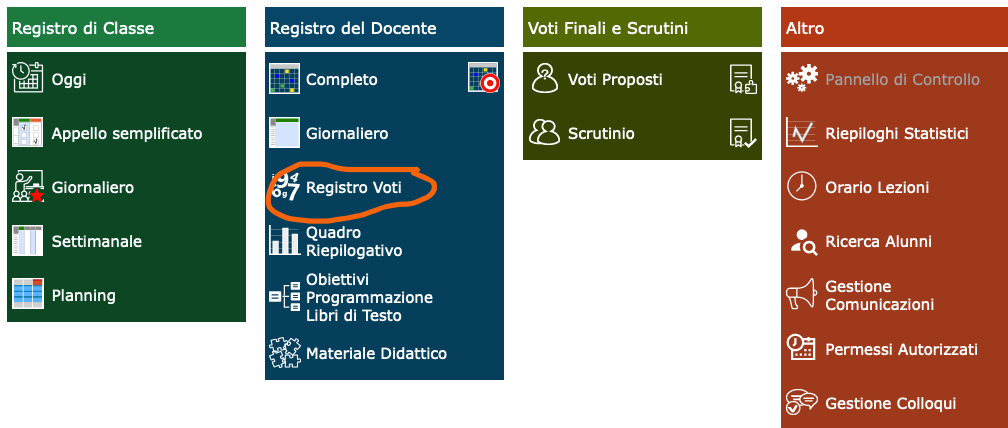 Registro di Classe
Oggi
Appello semplificato
Giornaliero
Settimanale
Planning
Registro del Docente
Completo
Giornaliero
Registro Voti
Quadro
Riepilogativo
Obiettivi
Programmazione
Libri di Testo
Materiale Didattico
Voti Finali e Scrutini
Voti Proposti
Scrutinio
Altro
Pannello di Controllo
Riepiloghi Statistici
Orario Lezioni
Ricerca Alunni
Gestione
Comunicazioni
Permessi Autorizzati
Gestione Colloqui